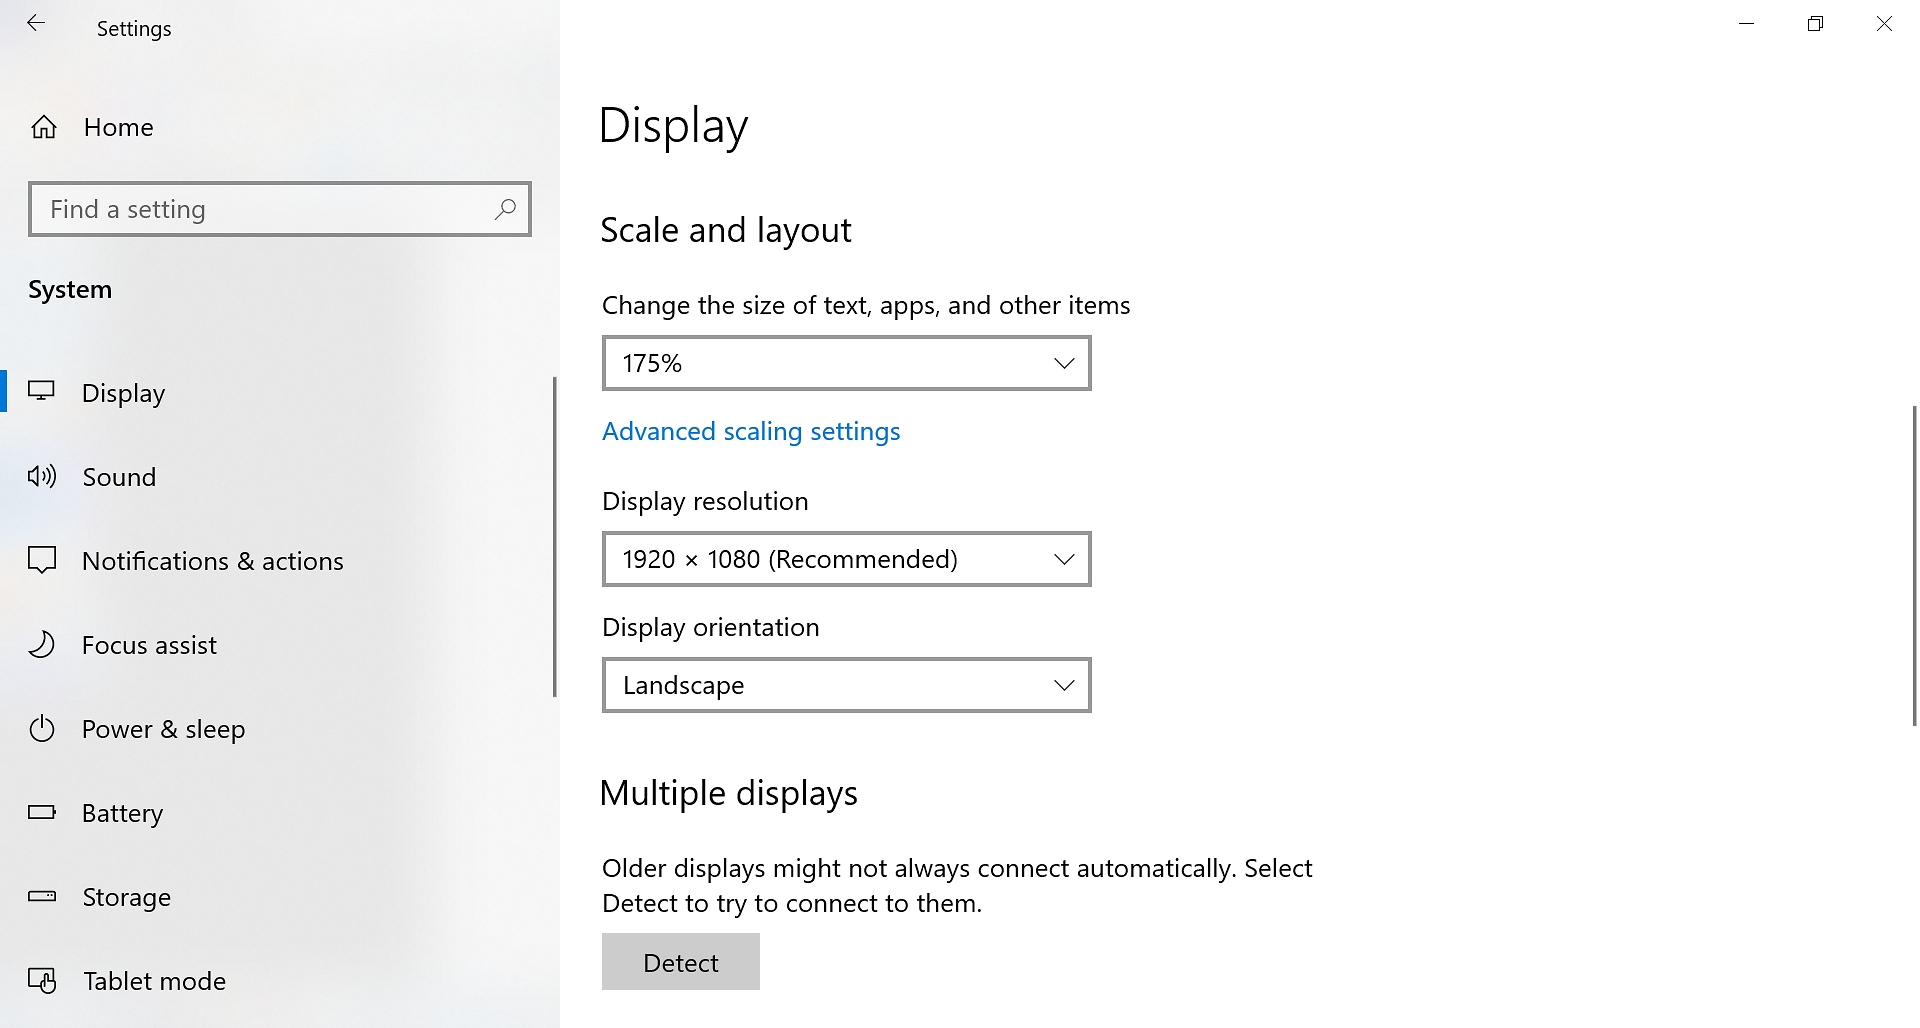 Settings
Home
Find a setting
System
Display
Sound
Notifications & actions
Focus assist
Power & sleep
Battery
Storage
Tablet mode
Display
Scale and layout
Change the size of text, apps, and other items
175%
Advanced scaling settings
Display resolution
1920 × 1080 (Recommended)
Display orientation
Landscape
Multiple displays
Older displays might not always connect automatically. Select
Detect to try to connect to them.
Detect